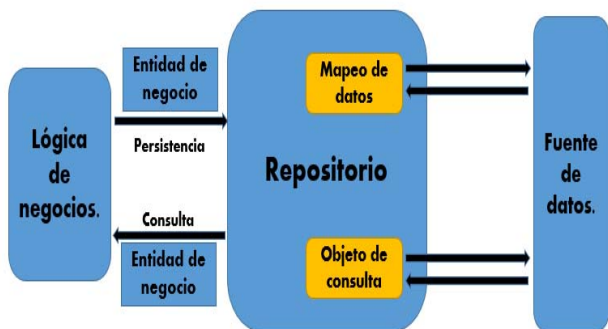 Lógica
de
negocios.
Entidad de
negocio
Persistencia
Consulta
Entidad de
negocio
Repositorio
Mapeo de
datos
Objeto de
consulta
Fuente
de
datos.